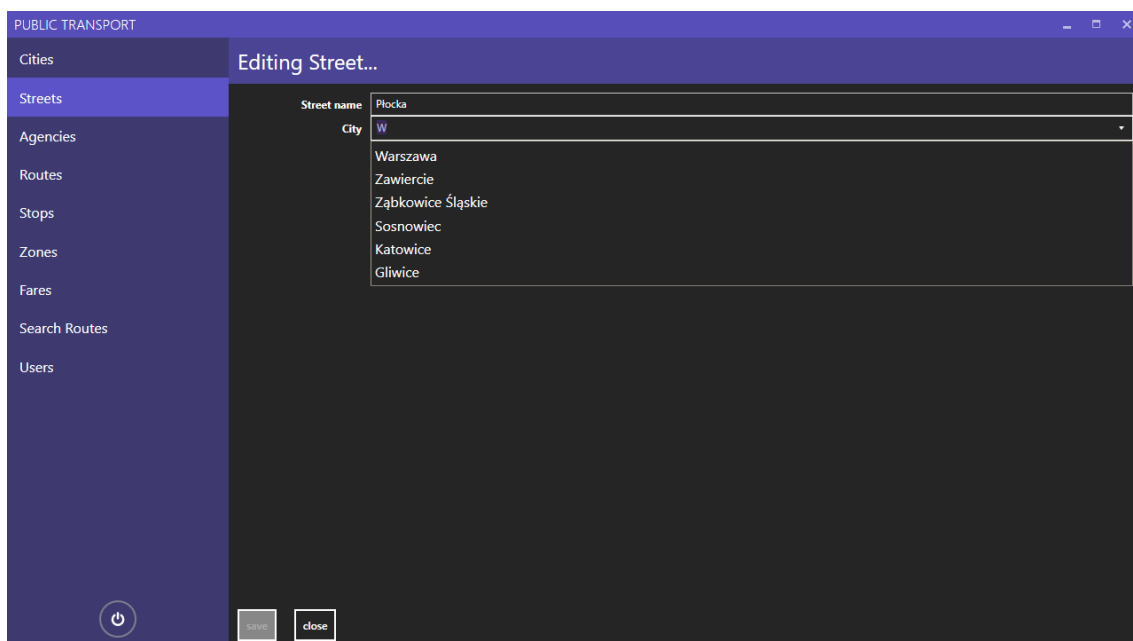 PUBLIC TRANSPORT
Cities
Streets
Agencies
Routes
Stops
Zones
Fares
Search Routes
Users
Editing Street...
Street name Płocka
City W
Warszawa
Zawiercie
Ząbkowice Śląskie
Sosnowiec
Katowice
Gliwice
save close